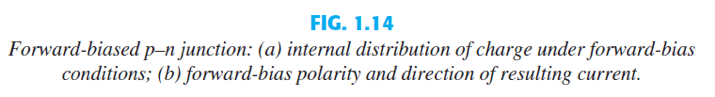 FIG. 1.14
Forward-biased p–n junction: (a) internal distribution of charge under forward-bias
conditions; (b) forward-bias polarity and direction of resulting current.